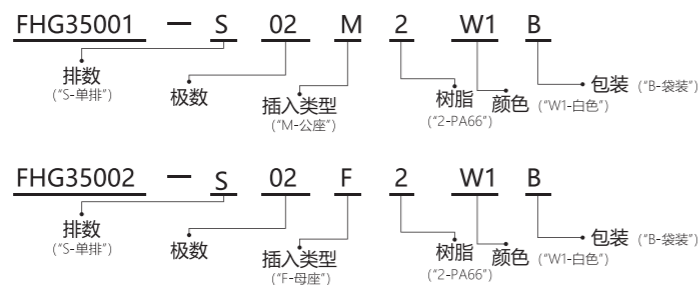 FHG35001 — S 02 M 2 W1 B
排数
("S-单排")
极数
插入类型
("M-公座")
树脂
("2-PA66")
颜色 ("W1-白色")
包装 ("B-袋装")
FHG35002 — S 02 F 2 W1 B
排数
("S-单排")
极数
插入类型
("F-母座")
树脂
("2-PA66")
颜色 ("W1-白色")
包装 ("B-袋装")